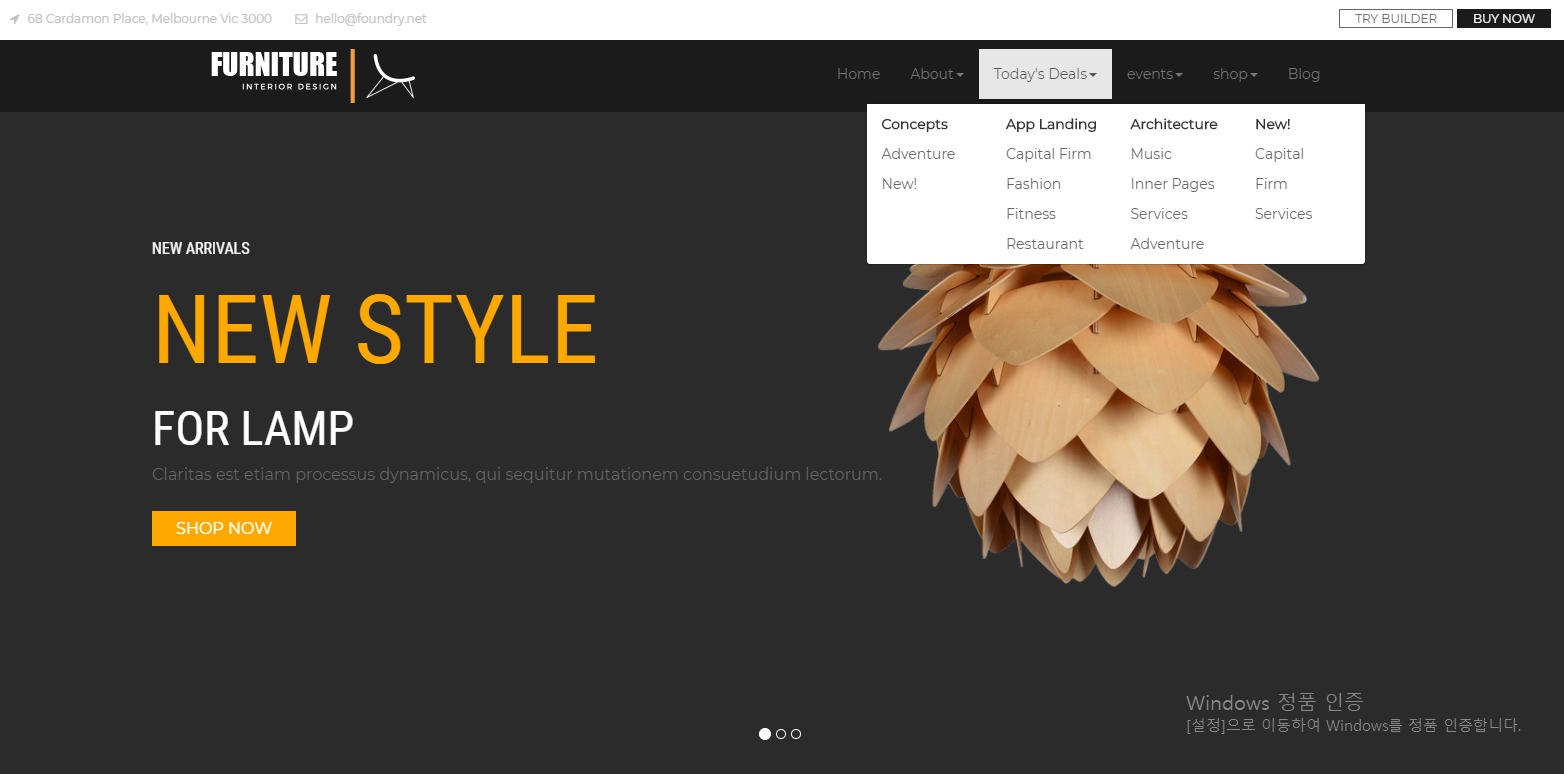 68 Cardamon Place, Melbourne Vic 3000 hello@foundry.net TRY BUILDER BUY NOW
FURNITURE
INTERIOR DESIGN
Home About Today's Deals events shop Blog
Concepts App Landing Architecture New!
Adventure Capital Firm Music Capital
New! Fashion Inner Pages Firm
Fitness Services Services
Restaurant Adventure
NEW ARRIVALS
NEW STYLE
FOR LAMP
Claritas est etiam processus dynamicus, qui sequitur mutationem consuetudium lectorum.
SHOP NOW
Windows 정품 인증
[설정]으로 이동하여 Windows를 정품 인증합니다.